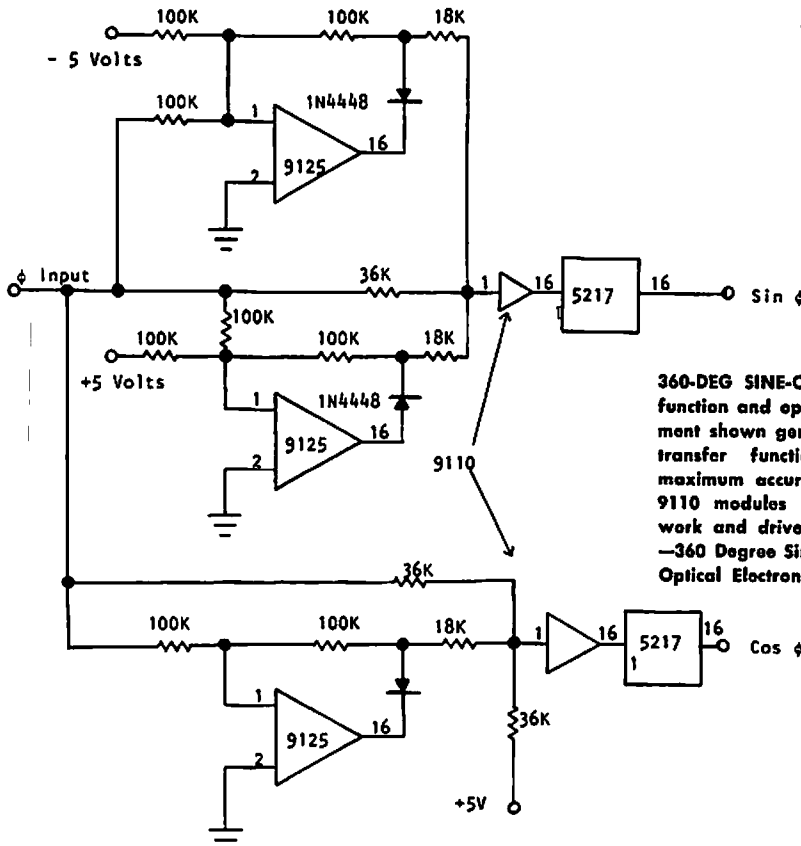 100K
100K
18K
- 5 Volts
100K
1N4448
1
16
9125
2
ϕ Input
36K
1
16
5217
16
Sin ϕ
100K
100K
100K
18K
+5 Volts
1N4448
1
16
9125
2
9110
360-DEG SINE-C
function and op
ment shown gen
transfer functi
maximum accur
9110 modules
work and drive
—360 Degree Si
Optical Electron
36K
100K
100K
18K
1
16
5217
1
16
Cos ϕ
1
16
9125
2
36K
+5V